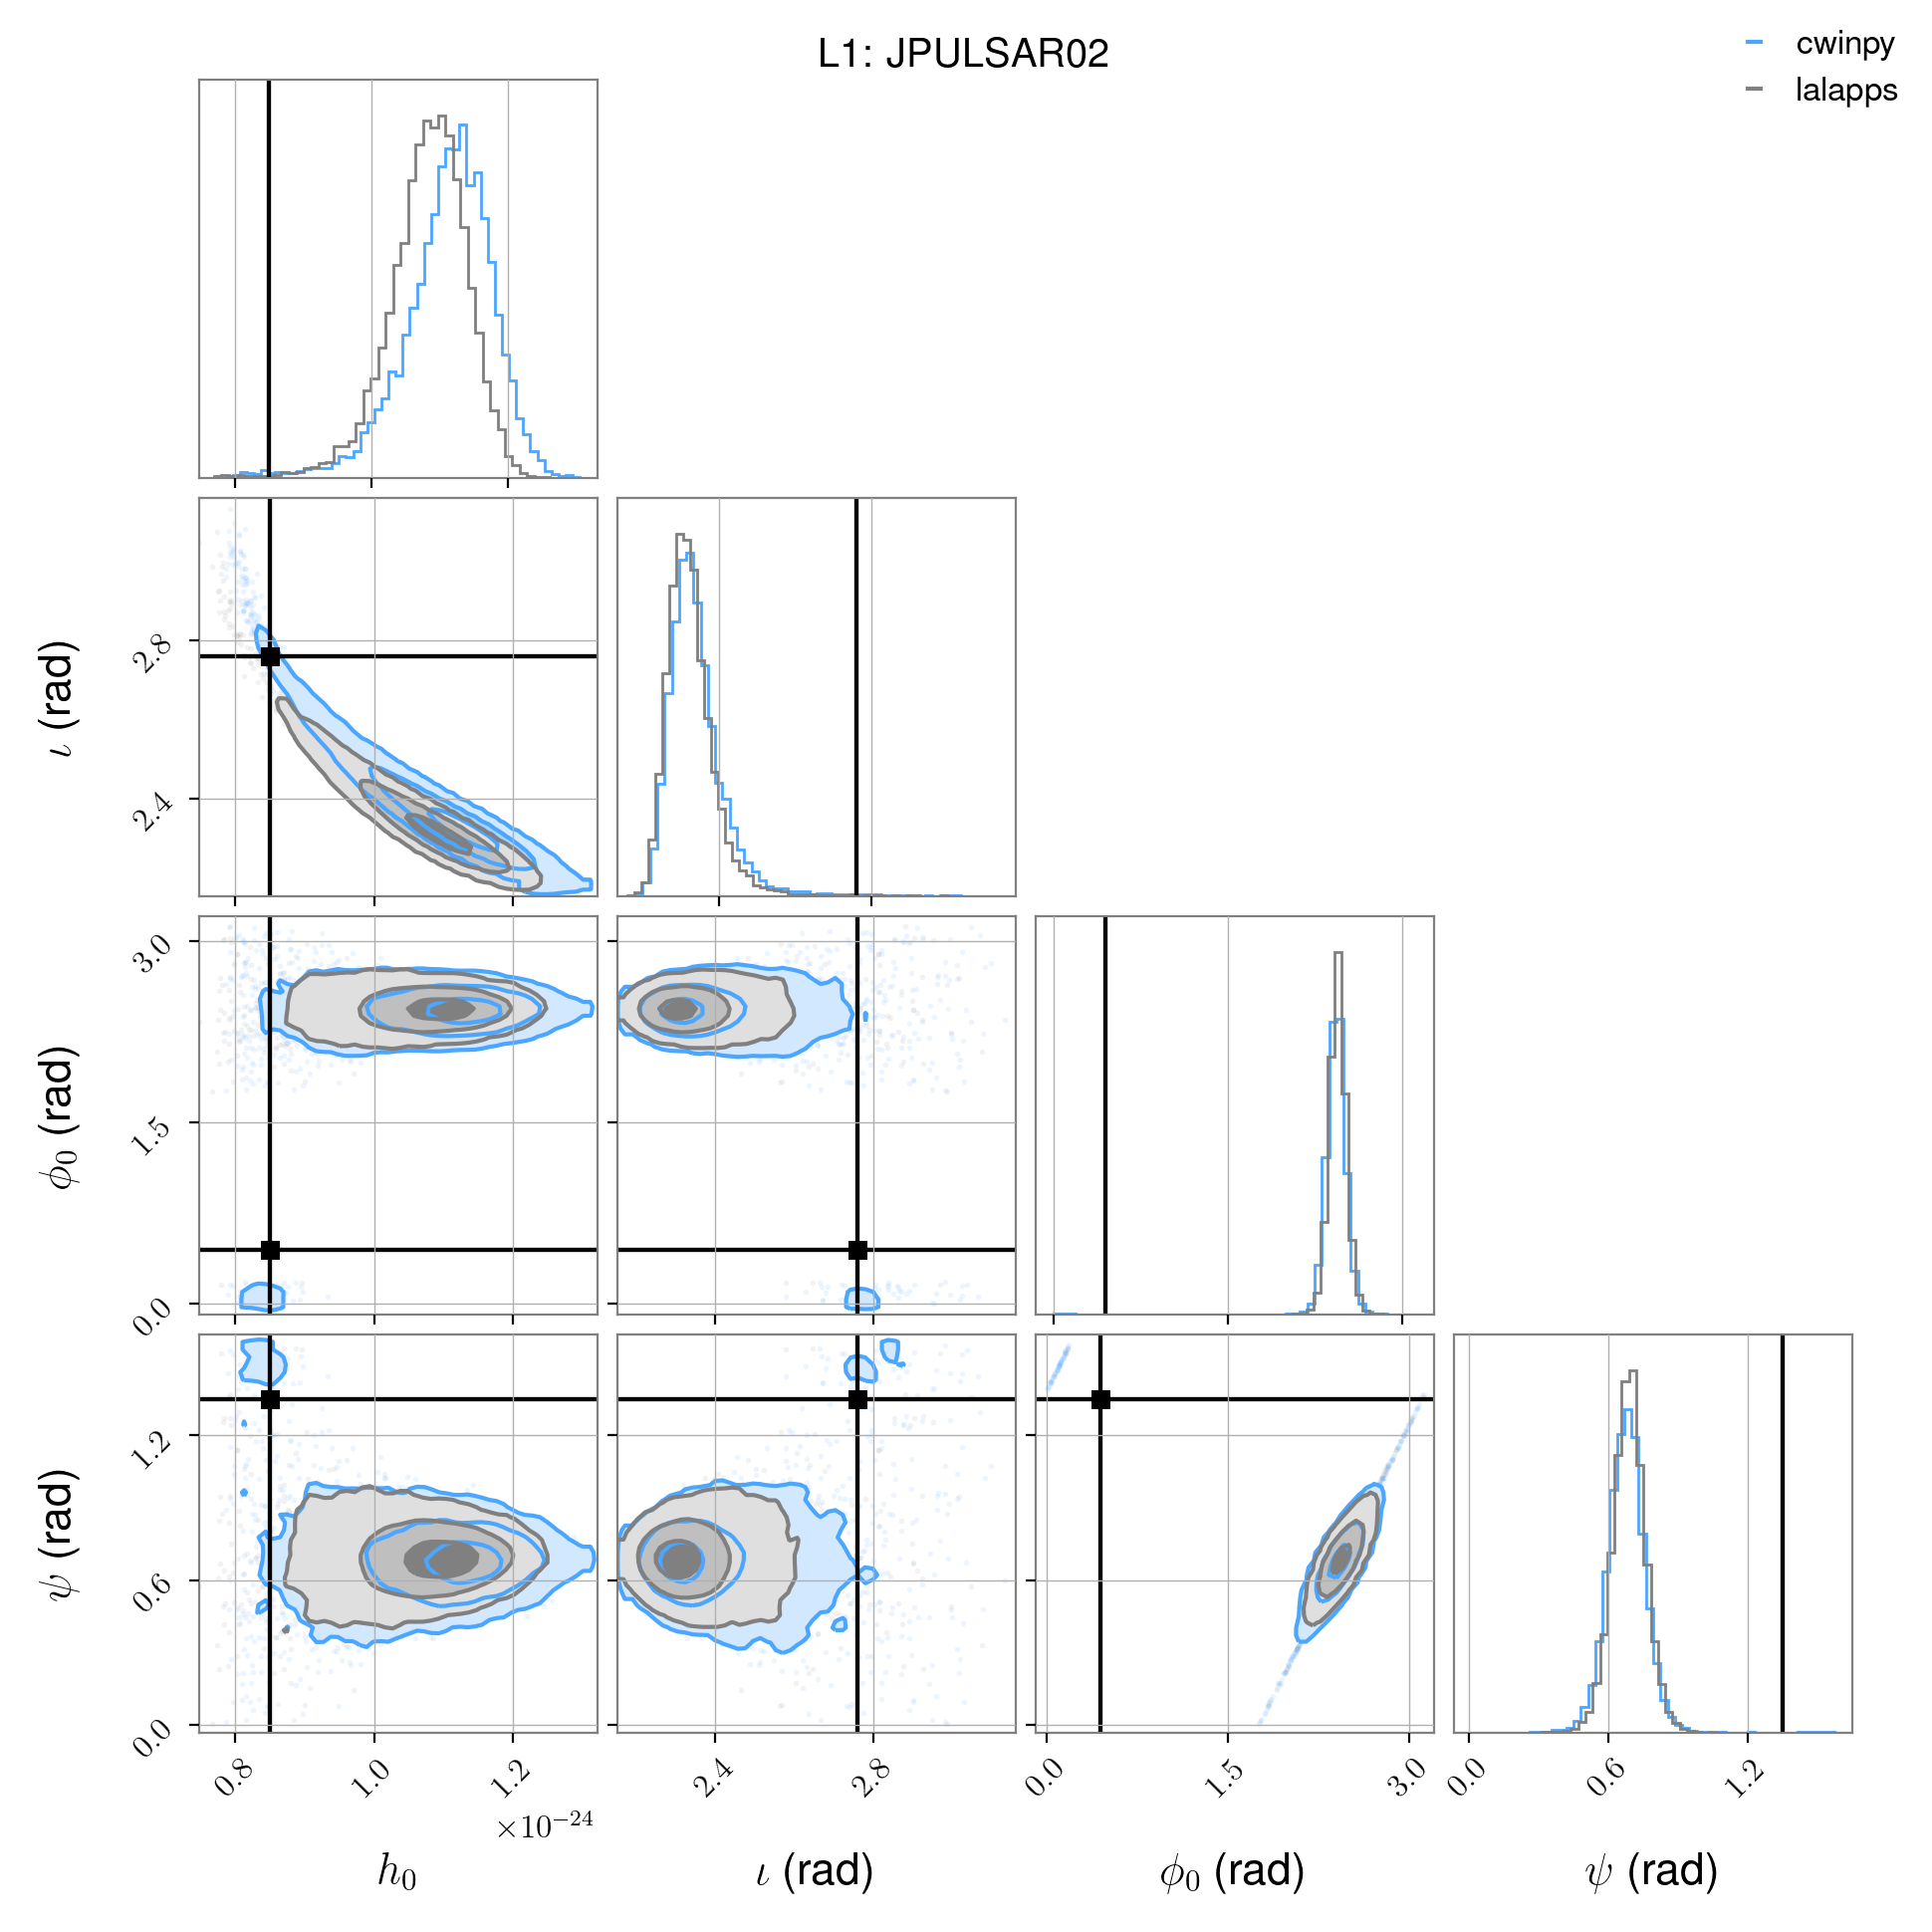 L1: JPULSAR02
cwinpy
lalapps
ι (rad)
2.8
2.4
ϕ₀ (rad)
3.0
1.5
0.0
ψ (rad)
1.2
0.6
0.0
0.8
1.0
1.2
×10⁻²⁴
h₀
2.4
2.8
ι (rad)
0.0
1.5
3.0
ϕ₀ (rad)
0.0
0.6
1.2
ψ (rad)